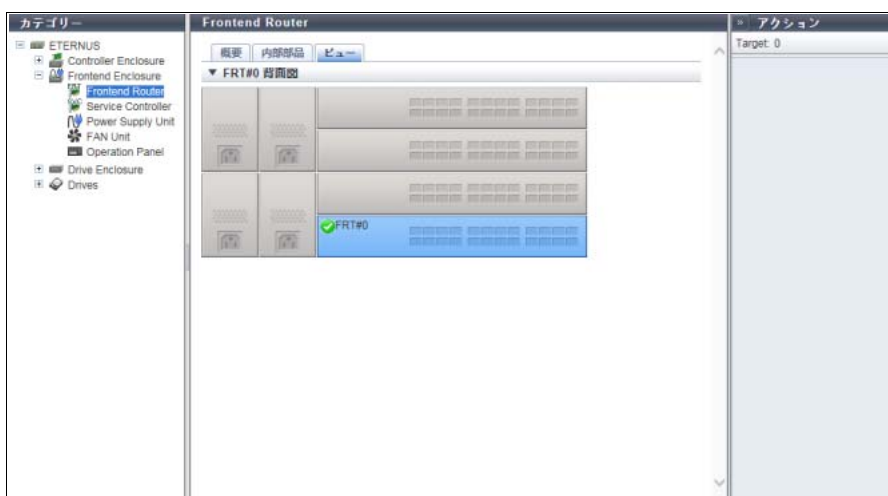 カテゴリー
ETERNUS
Controller Enclosure
Frontend Enclosure
Frontend Router
Service Controller
Power Supply Unit
FAN Unit
Operation Panel
Drive Enclosure
Drives
Frontend Router
概要 内部部品 ビュー
▼ FRT#0 背面図
FRT#0
» アクション
Target: 0